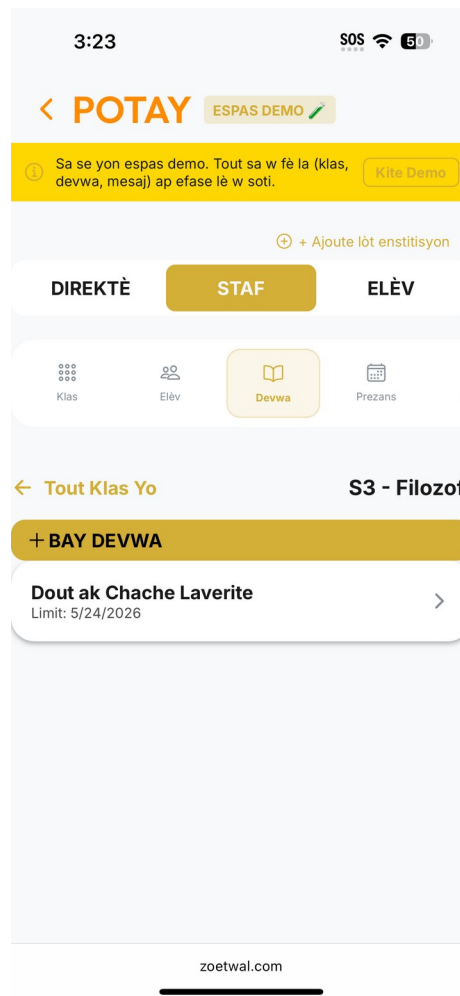 3:23
SOS
50
POTAY
ESPAS DEMO
Sa se yon espas demo. Tout sa w fè la (klas,
devwa, mesaj) ap efase lè w soti.
Kite Demo
+ Ajoute lòt enstitisyon
DIREKTÈ
STAF
ELÈV
Klas
Elèv
Devwa
Prezans
← Tout Klas Yo
S3 - Filozof
+ BAY DEVWA
Dout ak Chache Laverite
Limit: 5/24/2026
zoetwal.com